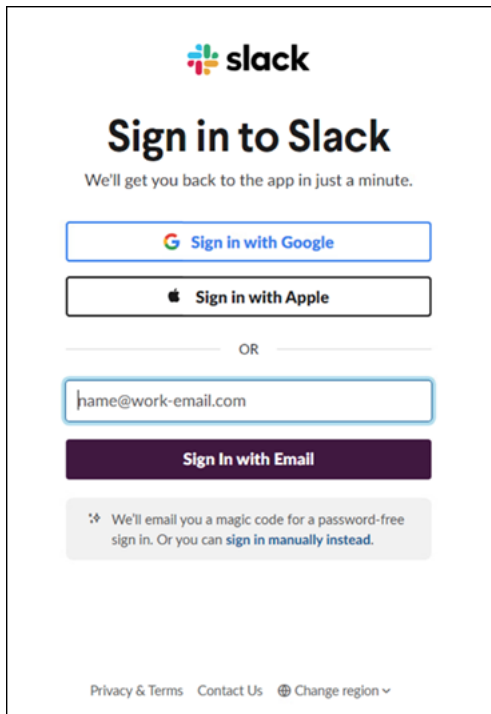 slack
Sign in to Slack
We'll get you back to the app in just a minute.
Sign in with Google
Sign in with Apple
OR
name@work-email.com
Sign In with Email
We'll email you a magic code for a password-free
sign in. Or you can sign in manually instead.
Privacy & Terms Contact Us Change region